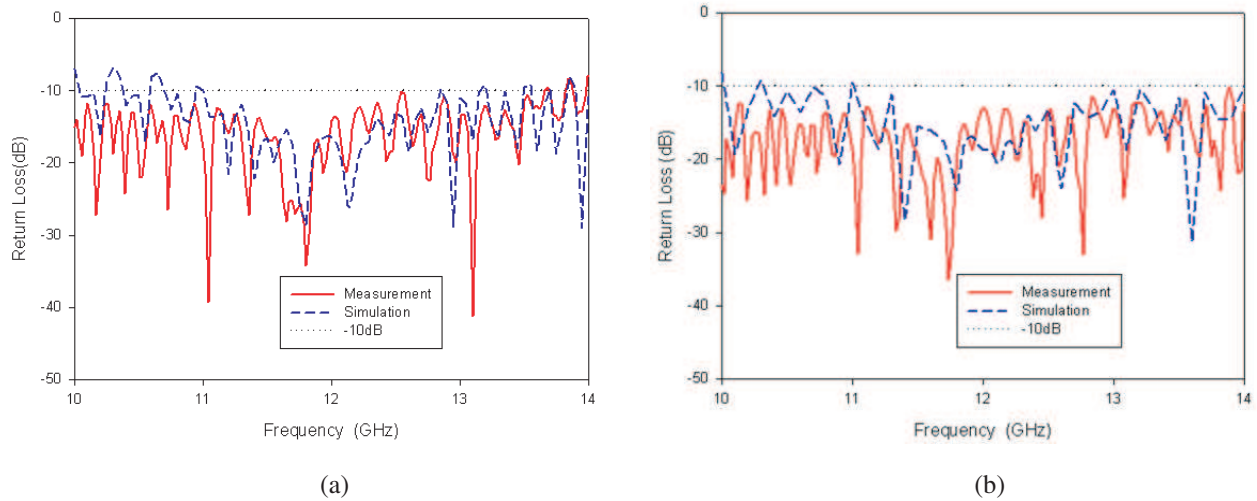 0
-10
-20
-30
-40
-50
Return Loss(dB)
Measurement
Simulation
-10dB
10
11
12
13
14
Frequency (GHz)
(a)
0
-10
-20
-30
-40
-50
Return Loss (dB)
Measurement
Simulation
-10dB
10
11
12
13
14
Frequency (GHz)
(b)